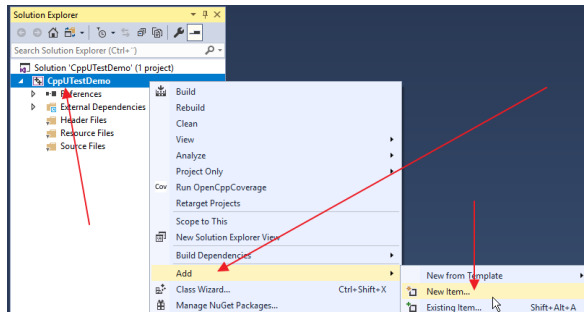 Solution Explorer
Search Solution Explorer (Ctrl+¨)
Solution 'CppUTestDemo' (1 project)
CppUTestDemo
References
External Dependencies
Header Files
Resource Files
Source Files
Build
Rebuild
Clean
View
Analyze
Project Only
Cov Run OpenCppCoverage
Retarget Projects
Scope to This
New Solution Explorer View
Build Dependencies
Add
Class Wizard... Ctrl+Shift+X
Manage NuGet Packages...
New from Template
New Item...
Existing Item... Shift+Alt+A